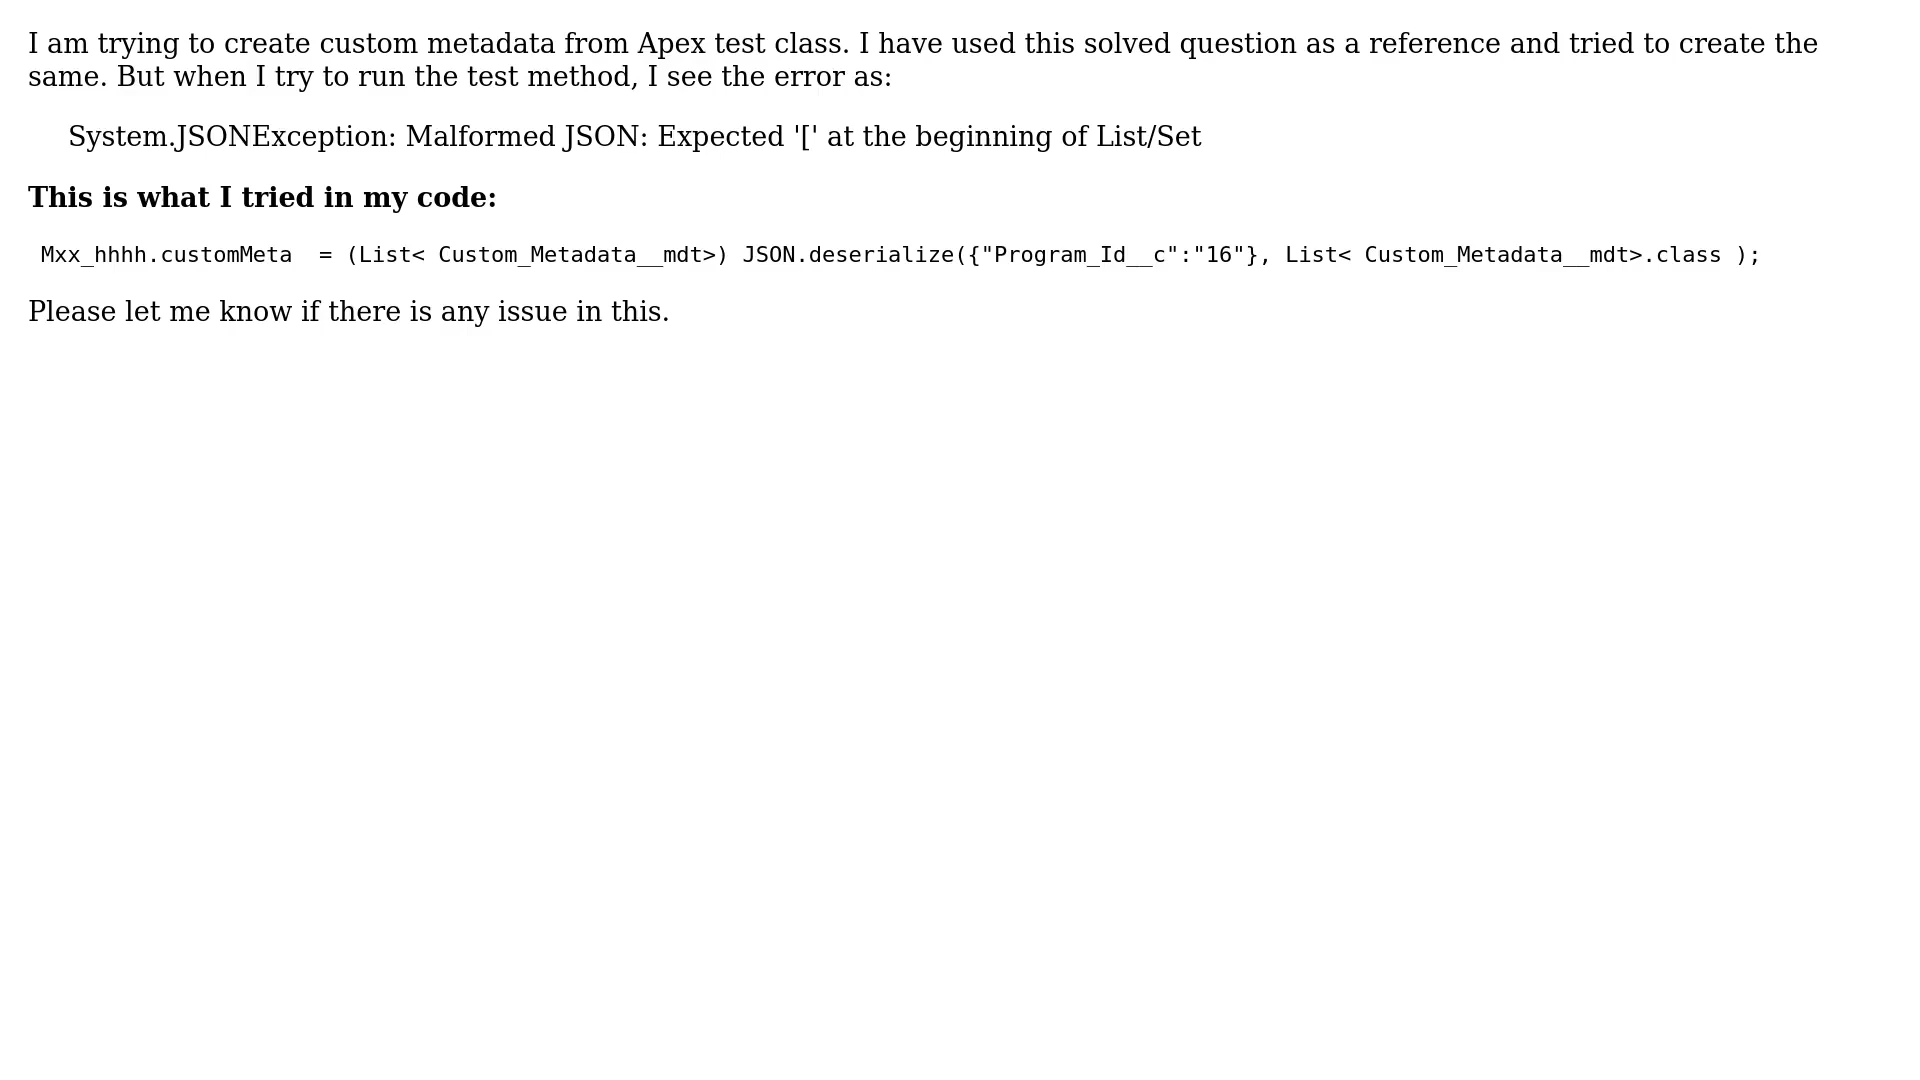 I am trying to create custom metadata from Apex test class. I have used this solved question as a reference and tried to create the
same. But when I try to run the test method, I see the error as:
System.JSONException: Malformed JSON: Expected '[' at the beginning of List/Set
This is what I tried in my code:
Mxx_hhhh.customMeta  = (List< Custom_Metadata__mdt>) JSON.deserialize({"Program_Id__c":"16"}, List< Custom_Metadata__mdt>.class );
Please let me know if there is any issue in this.